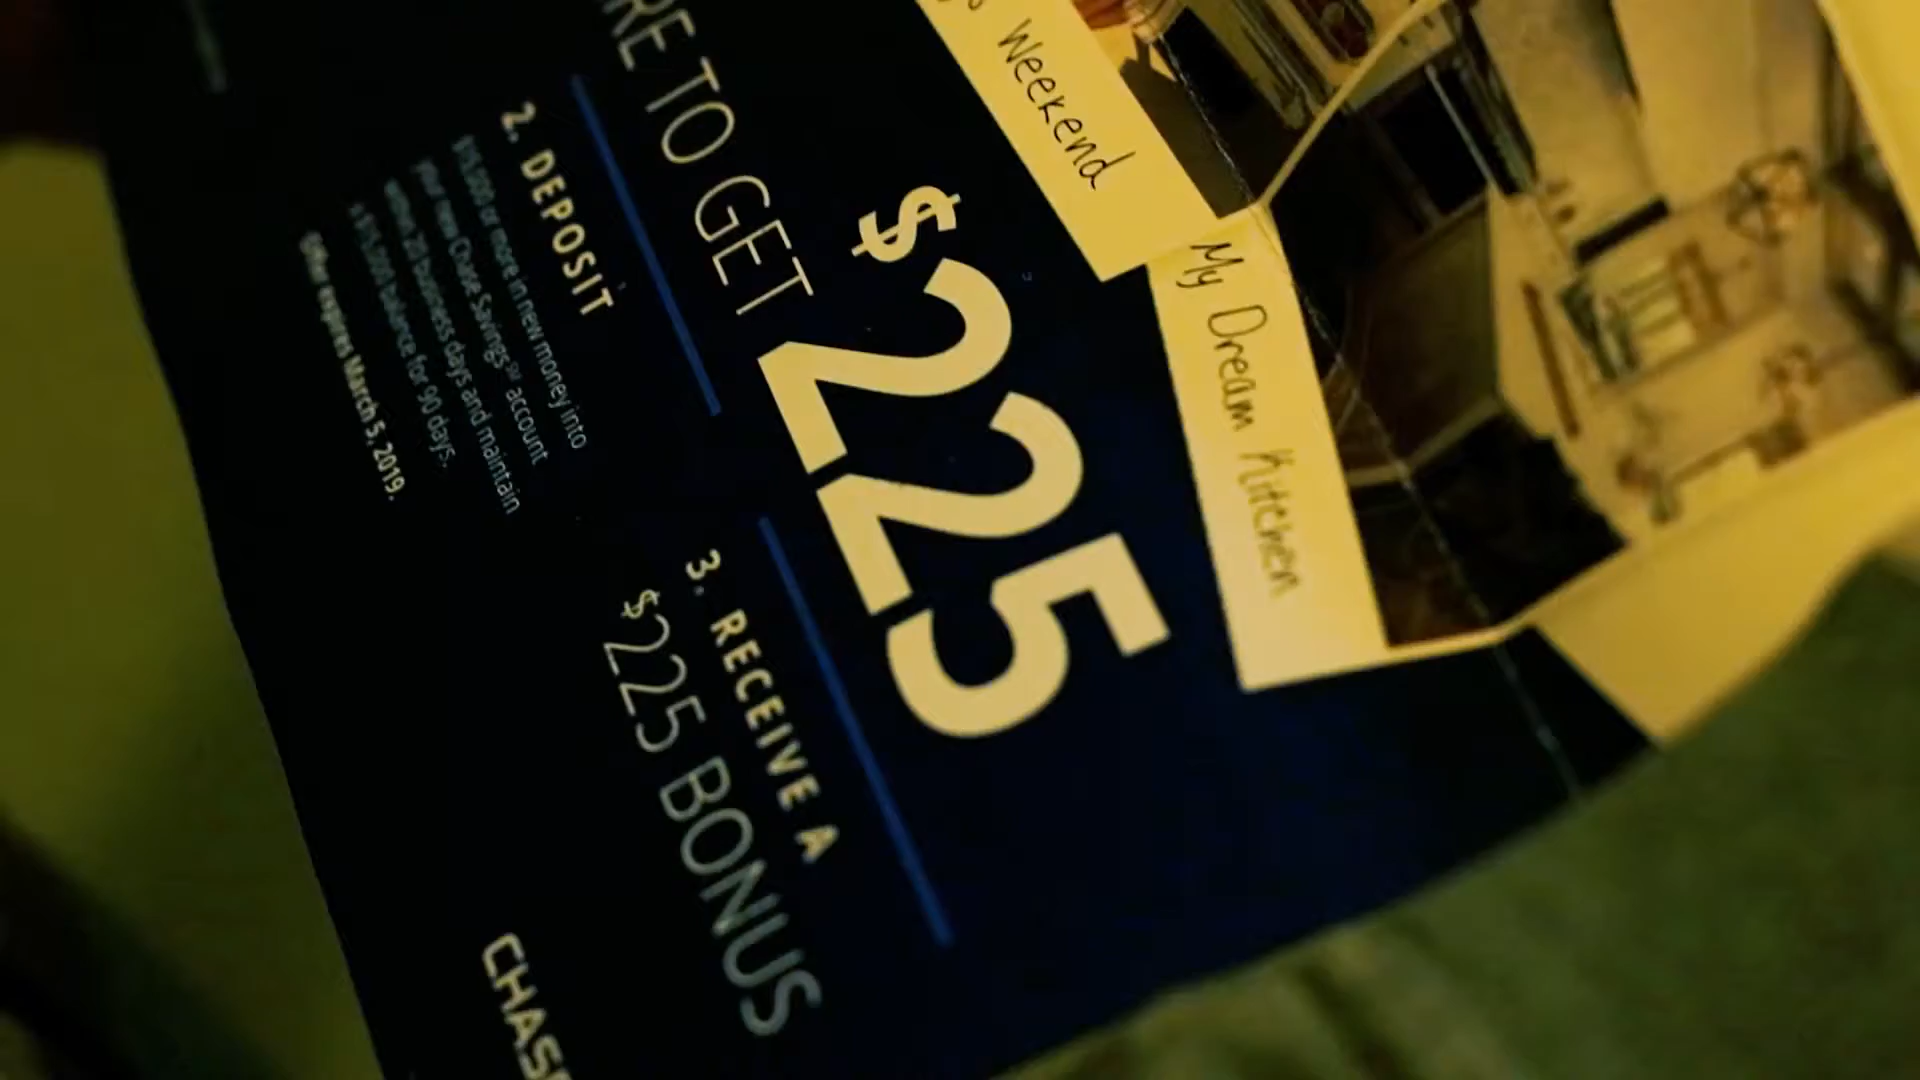 Weekend
My Dream Kitchen
RE TO GET $225
2. DEPOSIT
$15,000 or more in new money into
your new Chase Savings℠ account
within 20 business days and maintain
a $15,000 balance for 90 days.
Offer expires March 5, 2019.
3. RECEIVE A
$225 BONUS
CHASE